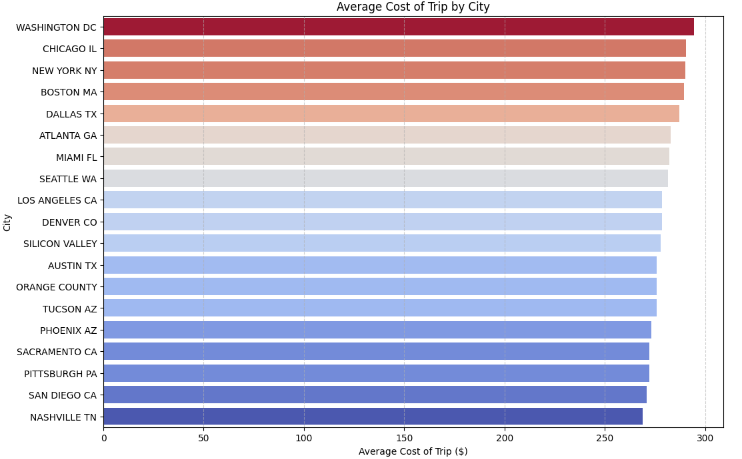 Average Cost of Trip by City
WASHINGTON DC
CHICAGO IL
NEW YORK NY
BOSTON MA
DALLAS TX
ATLANTA GA
MIAMI FL
SEATTLE WA
LOS ANGELES CA
DENVER CO
SILICON VALLEY
AUSTIN TX
ORANGE COUNTY
TUCSON AZ
PHOENIX AZ
SACRAMENTO CA
PITTSBURGH PA
SAN DIEGO CA
NASHVILLE TN
City
0 50 100 150 200 250 300
Average Cost of Trip ($)